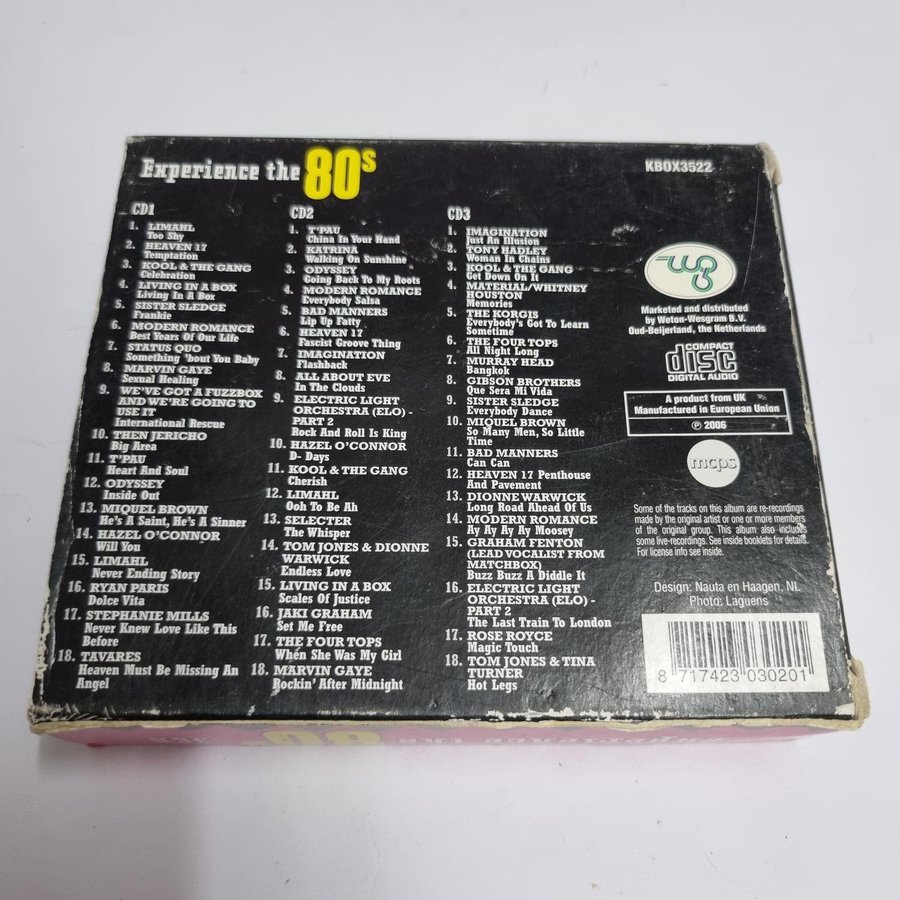 Experience the 80s
KBOX3522
CD1
1. LIMAHL
Too Shy
2. HEAVEN 17
Temptation
3. KOOL & THE GANG
Celebration
4. LIVING IN A BOX
Living In A Box
5. SISTER SLEDGE
Frankie
6. MODERN ROMANCE
Best Years Of Our Life
7. STATUS QUO
Something 'bout You Baby
8. MARVIN GAYE
Sexual Healing
9. WE'VE GOT A FUZZBOX
AND WE'RE GOING TO
USE IT
International Rescue
10. THEN JERICHO
Big Area
11. T'PAU
Heart And Soul
12. ODYSSEY
Inside Out
13. MIQUEL BROWN
He's A Saint, He's A Sinner
14. HAZEL O'CONNOR
Will You
15. LIMAHL
Never Ending Story
16. RYAN PARIS
Dolce Vita
17. STEPHANIE MILLS
Never Knew Love Like This
Before
18. TAVARES
Heaven Must Be Missing An
Angel
CD2
1. T'PAU
China In Your Hand
2. KATRINA
Walking On Sunshine
3. ODYSSEY
Going Back To My Roots
4. MODERN ROMANCE
Everybody Salsa
5. BAD MANNERS
Lip Up Fatty
6. HEAVEN 17
Fascist Groove Thing
7. IMAGINATION
Flashback
8. ALL ABOUT EVE
In The Clouds
9. ELECTRIC LIGHT
ORCHESTRA (ELO) -
PART 2
Rock And Roll Is King
10. HAZEL O'CONNOR
D- Days
11. KOOL & THE GANG
Cherish
12. LIMAHL
Ooh To Be Ah
13. SELECTER
The Whisper
14. TOM JONES & DIONNE
WARWICK
Endless Love
15. LIVING IN A BOX
Scales Of Justice
16. JAKI GRAHAM
Set Me Free
17. THE FOUR TOPS
When She Was My Girl
18. MARVIN GAYE
Rockin' After Midnight
CD3
1. IMAGINATION
Just An Illusion
2. TONY HADLEY
Woman In Chains
3. KOOL & THE GANG
Get Down On It
4. MATERIAL/WHITNEY
HOUSTON
Memories
5. THE KORGIS
Everybody's Got To Learn
Sometime
6. THE FOUR TOPS
All Night Long
7. MURRAY HEAD
Bangkok
8. GIBSON BROTHERS
Que Sera Mi Vida
9. SISTER SLEDGE
Everybody Dance
10. MIQUEL BROWN
So Many Men, So Little
Time
11. BAD MANNERS
Can Can
12. HEAVEN 17 Penthouse
And Pavement
13. DIONNE WARWICK
Long Road Ahead Of Us
14. MODERN ROMANCE
Ay Ay Ay Ay Moosey
15. GRAHAM FENTON
(LEAD VOCALIST FROM
MATCHBOX)
Buzz Buzz A Diddle It
16. ELECTRIC LIGHT
ORCHESTRA (ELO) -
PART 2
The Last Train To London
17. ROSE ROYCE
Magic Touch
18. TOM JONES & TINA
TURNER
Hot Legs
Marketed and distributed
by Weton-Wesgram B.V.
Oud-Beijerland, the Netherlands
COMPACT
disc
DIGITAL AUDIO
A product from UK
Manufactured in European Union
℗ 2006
mcps
Some of the tracks on this album are re-recordings
made by the original artist or one or more members
of the original group. This album also includes
some live-recordings. See inside booklets for details.
For license info see inside.
Design: Nauta en Haagen, NL
Photo: Laguens
8 717423 030201